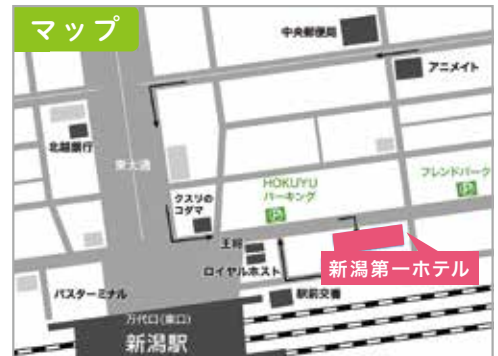 マップ
中央郵便局
アニメイト
北越銀行
東大通
フレンドパーク
P
HOKUYU
パーキング
P
クスリの
コダマ
王将
ロイヤルホスト
新潟第一ホテル
バスターミナル
駅前交番
万代口(東口)
新潟駅